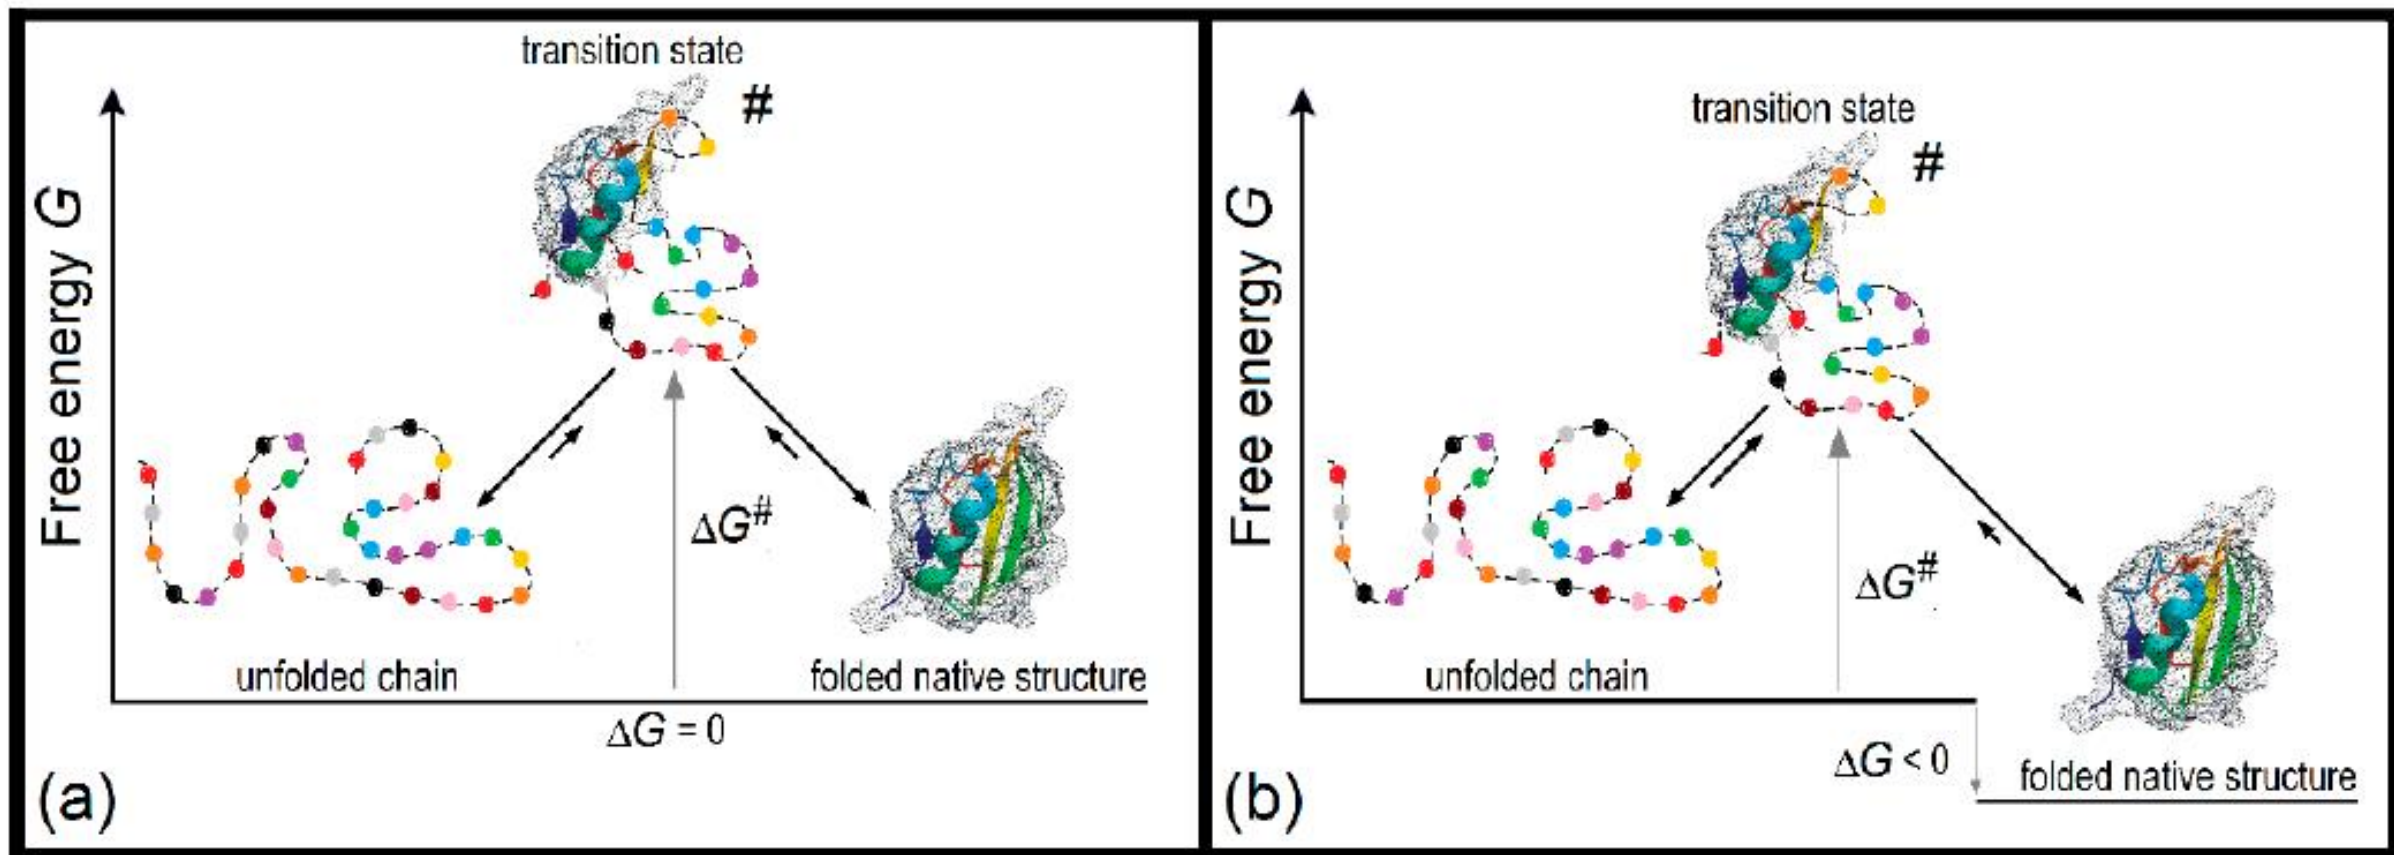 transition state
#
Free energy G
ΔG#
unfolded chain
folded native structure
ΔG = 0
(a)
transition state
#
Free energy G
ΔG#
unfolded chain
ΔG < 0
folded native structure
(b)